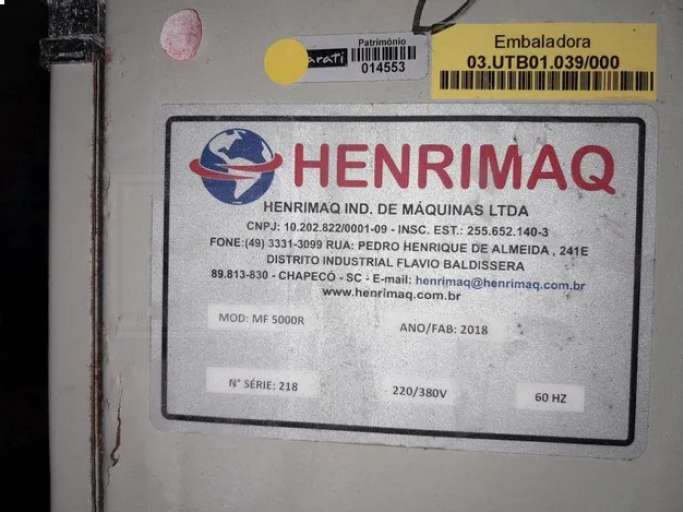 Patrimônio
arati
014553
Embaladora
03.UTB01.039/000
HENRIMAQ
HENRIMAQ IND. DE MÁQUINAS LTDA
CNPJ: 10.202.822/0001-09 - INSC. EST.: 255.652.140-3
FONE:(49) 3331-3099 RUA: PEDRO HENRIQUE DE ALMEIDA , 241E
DISTRITO INDUSTRIAL FLAVIO BALDISSERA
89.813-830 - CHAPECÓ - SC - E-mail: henrimaq@henrimaq.com.br
www.henrimaq.com.br
MOD: MF 5000R ANO/FAB: 2018
N° SÉRIE: 218 220/380V 60 HZ